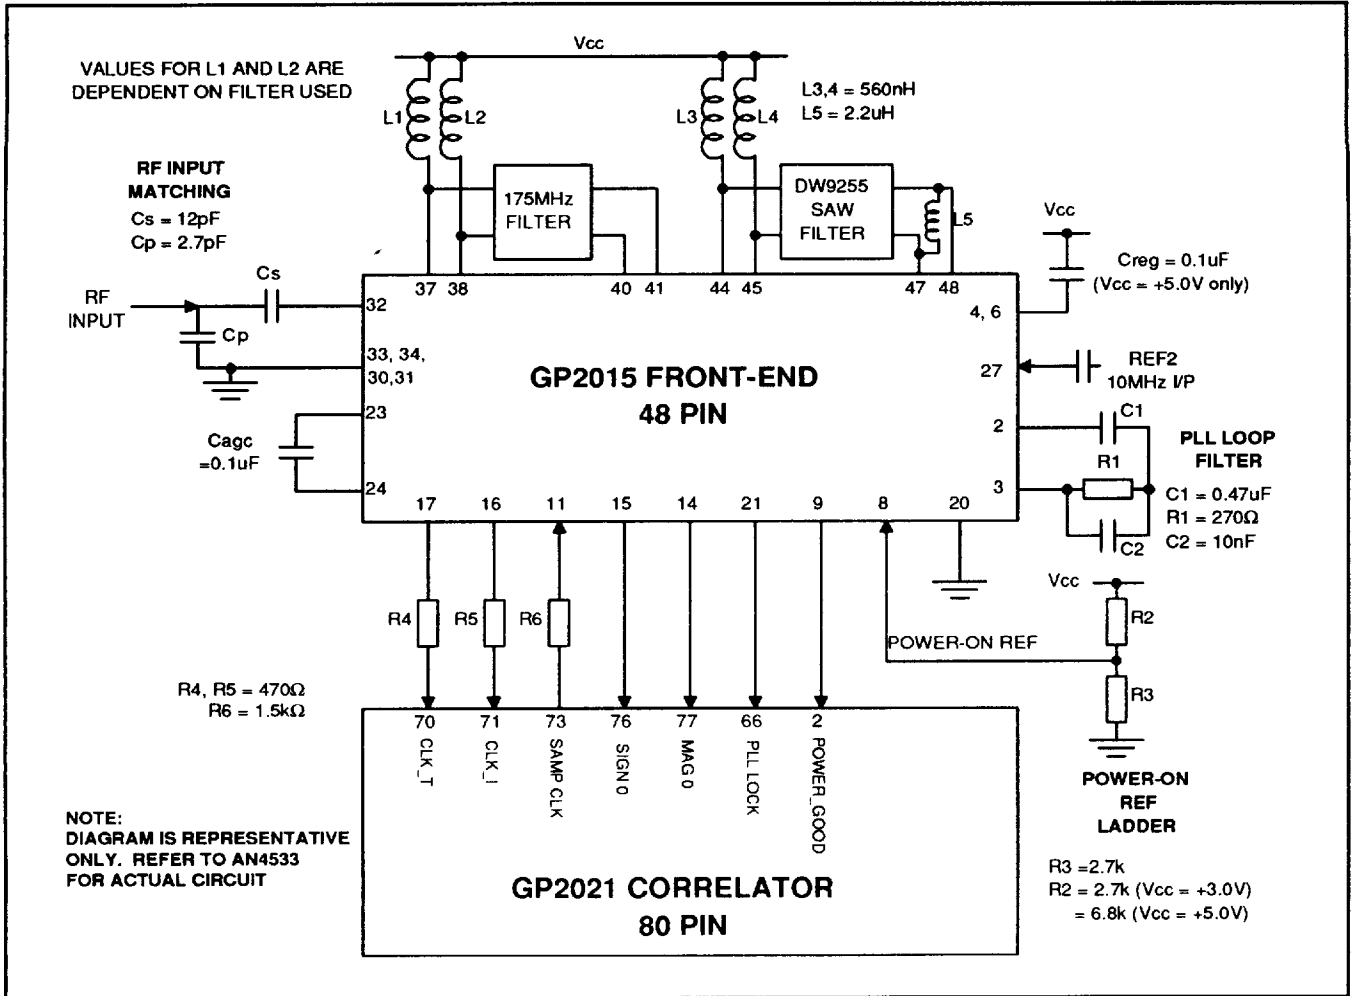 Vcc
VALUES FOR L1 AND L2 ARE
DEPENDENT ON FILTER USED
L1
L2
L3
L4
L3,4 = 560nH
L5 = 2.2uH
RF INPUT
MATCHING
Cs = 12pF
Cp = 2.7pF
175MHz
FILTER
DW9255
SAW
FILTER
L5
Vcc
Creg = 0.1uF
(Vcc = +5.0V only)
Cs
RF
INPUT
Cp
37 38 40 41 44 45 47 48
32
4, 6
33, 34,
30,31
27
REF2
10MHz I/P
GP2015 FRONT-END
48 PIN
23
2
C1
Cagc
=0.1uF
R1
PLL LOOP
FILTER
24
3
C1 = 0.47uF
R1 = 270Ω
C2 = 10nF
C2
17 16 11 15 14 21 9 8 20
Vcc
R4
R5
R6
R2
POWER-ON REF
R3
R4, R5 = 470Ω
R6 = 1.5kΩ
70 71 73 76 77 66 2
CLK_T
CLK_I
SAMP CLK
SIGN 0
MAG 0
PLL LOCK
POWER_GOOD
POWER-ON
REF
LADDER
NOTE:
DIAGRAM IS REPRESENTATIVE
ONLY. REFER TO AN4533
FOR ACTUAL CIRCUIT
R3 =2.7k
R2 = 2.7k (Vcc = +3.0V)
= 6.8k (Vcc = +5.0V)
GP2021 CORRELATOR
80 PIN